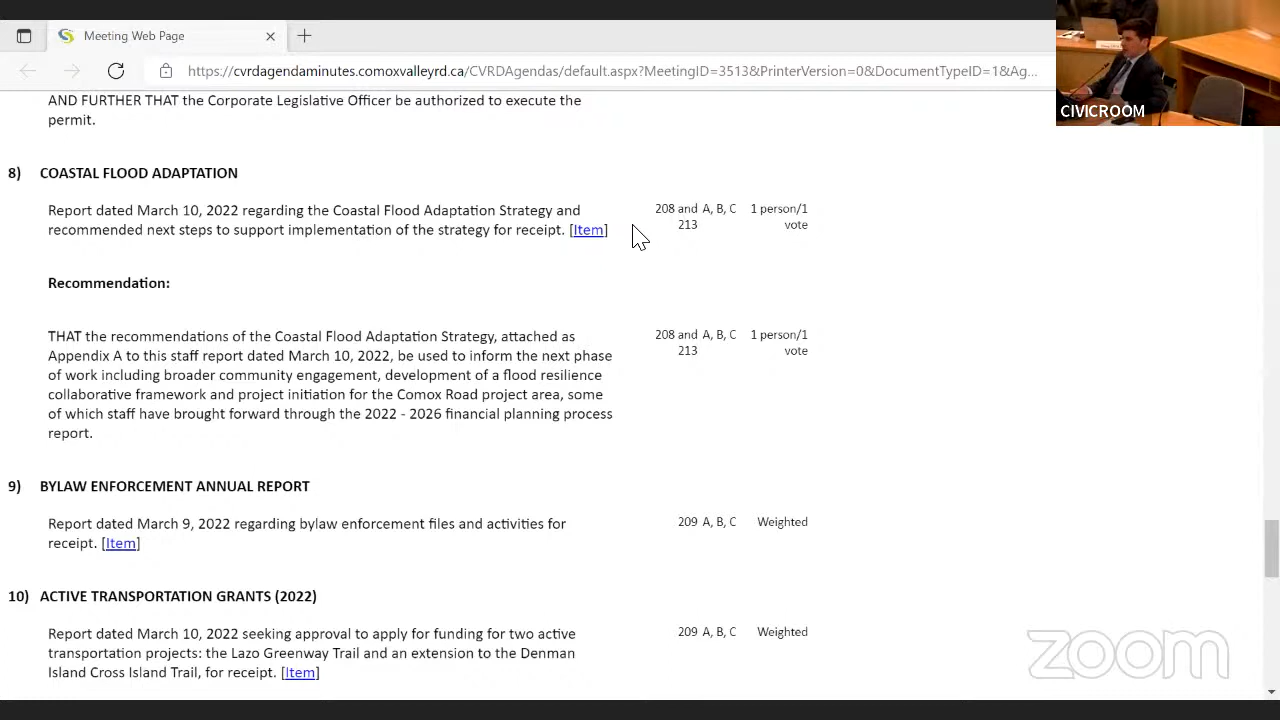 Meeting Web Page
https://cvrdagendaminutes.comoxvalleyrd.ca/CVRDAgendas/default.aspx?MeetingID=3513&PrinterVersion=0&DocumentTypeID=1&Ag...
CIVICROOM
AND FURTHER THAT the Corporate Legislative Officer be authorized to execute the
permit.
8) COASTAL FLOOD ADAPTATION
Report dated March 10, 2022 regarding the Coastal Flood Adaptation Strategy and 208 and A, B, C 1 person/1
recommended next steps to support implementation of the strategy for receipt. [Item] 213 vote
Recommendation:
THAT the recommendations of the Coastal Flood Adaptation Strategy, attached as 208 and A, B, C 1 person/1
Appendix A to this staff report dated March 10, 2022, be used to inform the next phase 213 vote
of work including broader community engagement, development of a flood resilience
collaborative framework and project initiation for the Comox Road project area, some
of which staff have brought forward through the 2022 - 2026 financial planning process
report.
9) BYLAW ENFORCEMENT ANNUAL REPORT
Report dated March 9, 2022 regarding bylaw enforcement files and activities for 209 A, B, C Weighted
receipt. [Item]
10) ACTIVE TRANSPORTATION GRANTS (2022)
Report dated March 10, 2022 seeking approval to apply for funding for two active 209 A, B, C Weighted
transportation projects: the Lazo Greenway Trail and an extension to the Denman
Island Cross Island Trail, for receipt. [Item]
zoom